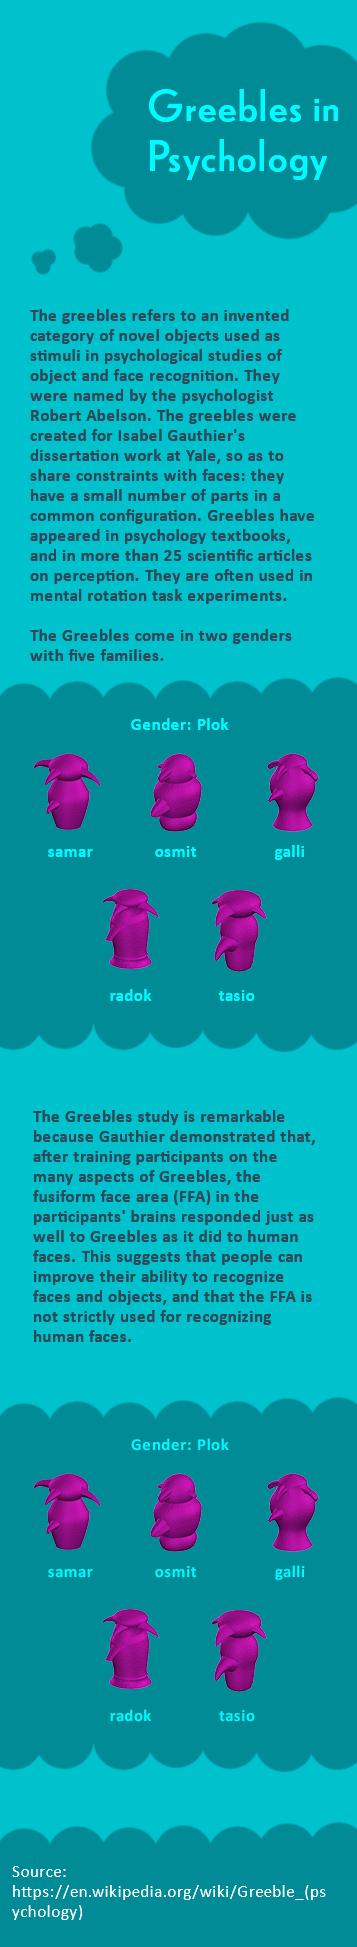 Greebles in
Psychology
The greebles refers to an invented
category of novel objects used as
stimuli in psychological studies of
object and face recognition. They
were named by the psychologist
Robert Abelson. The greebles were
created for Isabel Gauthier's
dissertation work at Yale, so as to
share constraints with faces: they
have a small number of parts in a
common configuration. Greebles have
appeared in psychology textbooks,
and in more than 25 scientific articles
on perception. They are often used in
mental rotation task experiments.
The Greebles come in two genders
with five families.
Gender: Plok
samar osmit galli
radok tasio
The Greebles study is remarkable
because Gauthier demonstrated that,
after training participants on the
many aspects of Greebles, the
fusiform face area (FFA) in the
participants' brains responded just as
well to Greebles as it did to human
faces. This suggests that people can
improve their ability to recognize
faces and objects, and that the FFA is
not strictly used for recognizing
human faces.
Gender: Plok
samar osmit galli
radok tasio
Source:
https://en.wikipedia.org/wiki/Greeble_(ps
ychology)